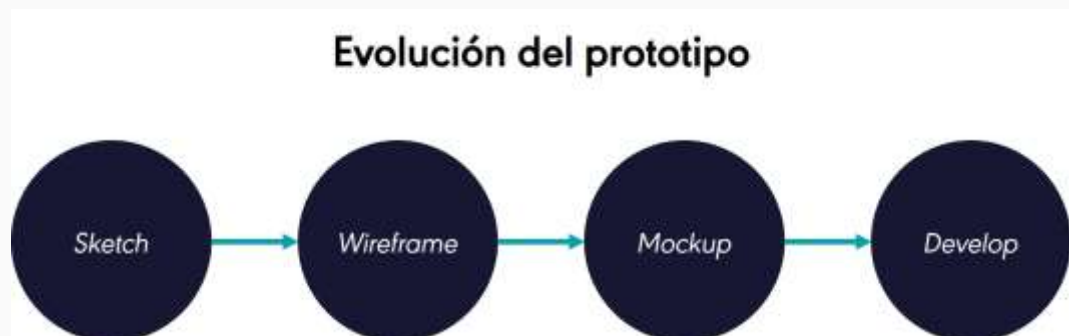 Evolución del prototipo
Sketch
Wireframe
Mockup
Develop